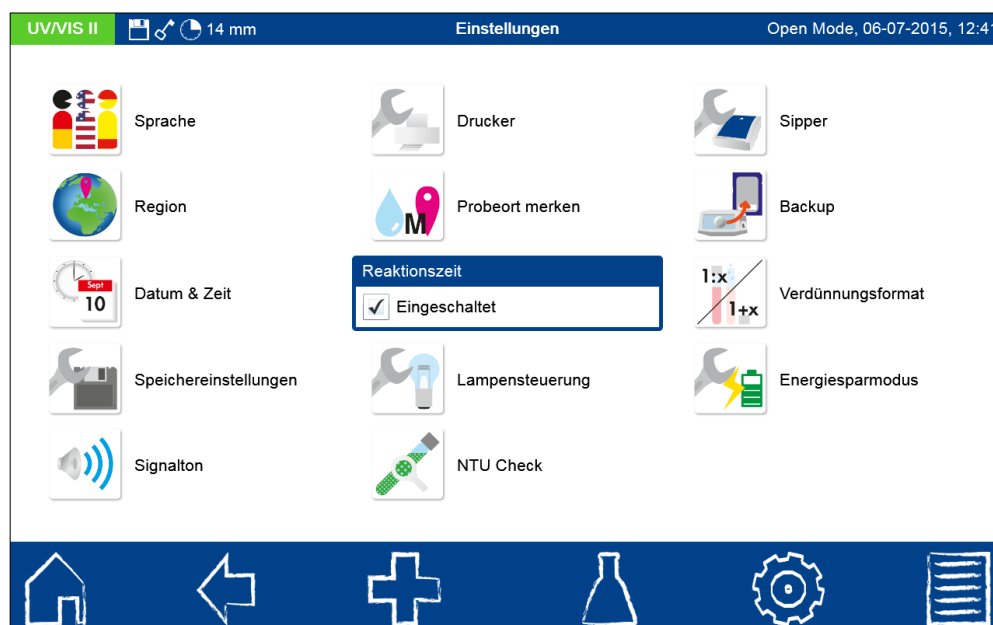 UV/VIS II 14 mm Einstellungen Open Mode, 06-07-2015, 12:41
Sprache
Drucker
Sipper
Region
M
Probeort merken
Backup
Sept
10
Datum & Zeit
Reaktionszeit
Eingeschaltet
1:x
1+x
Verdünnungsformat
Speichereinstellungen
Lampensteuerung
Energiesparmodus
Signalton
NTU Check